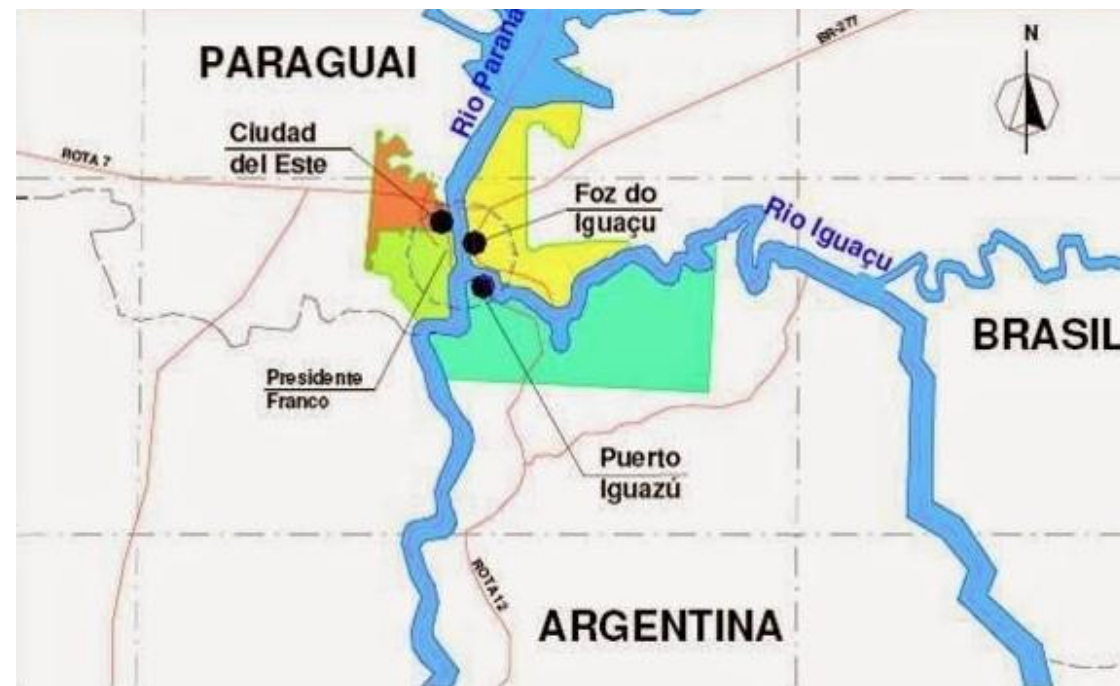 PARAGUAI
Rio Paraná
BR-277
N
Ciudad
del Este
ROTA 7
Foz do
Iguaçu
Rio Iguaçu
BRASIL
Presidente
Franco
Puerto
Iguazú
ROTA 12
ARGENTINA